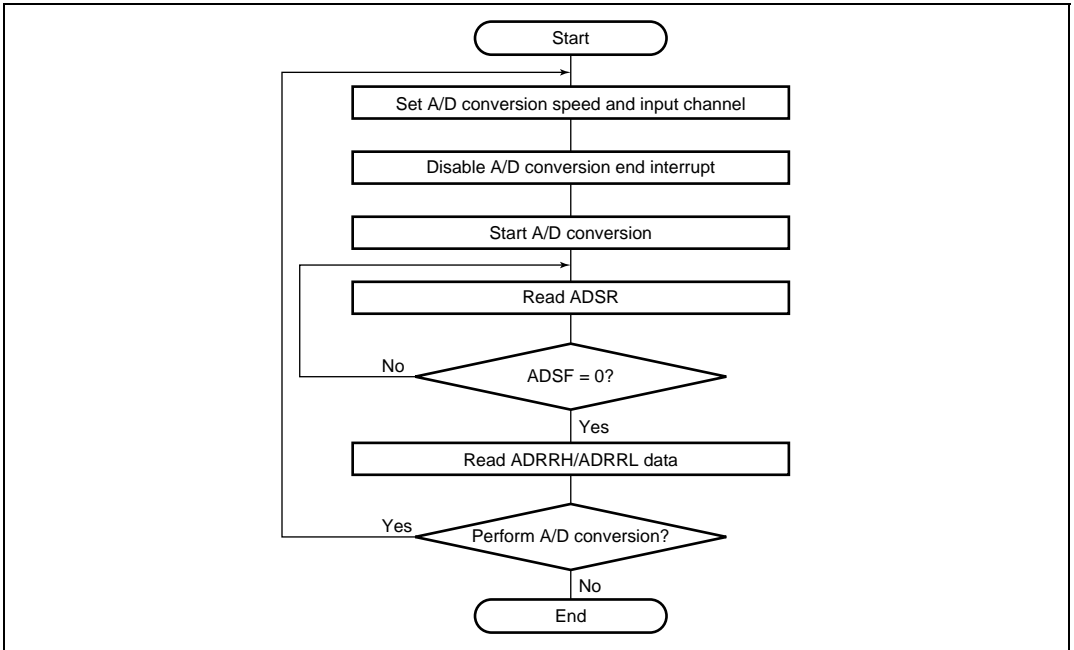 Start
Set A/D conversion speed and input channel
Disable A/D conversion end interrupt
Start A/D conversion
Read ADSR
No
ADSF = 0?
Yes
Read ADRRH/ADRRL data
Yes
Perform A/D conversion?
No
End